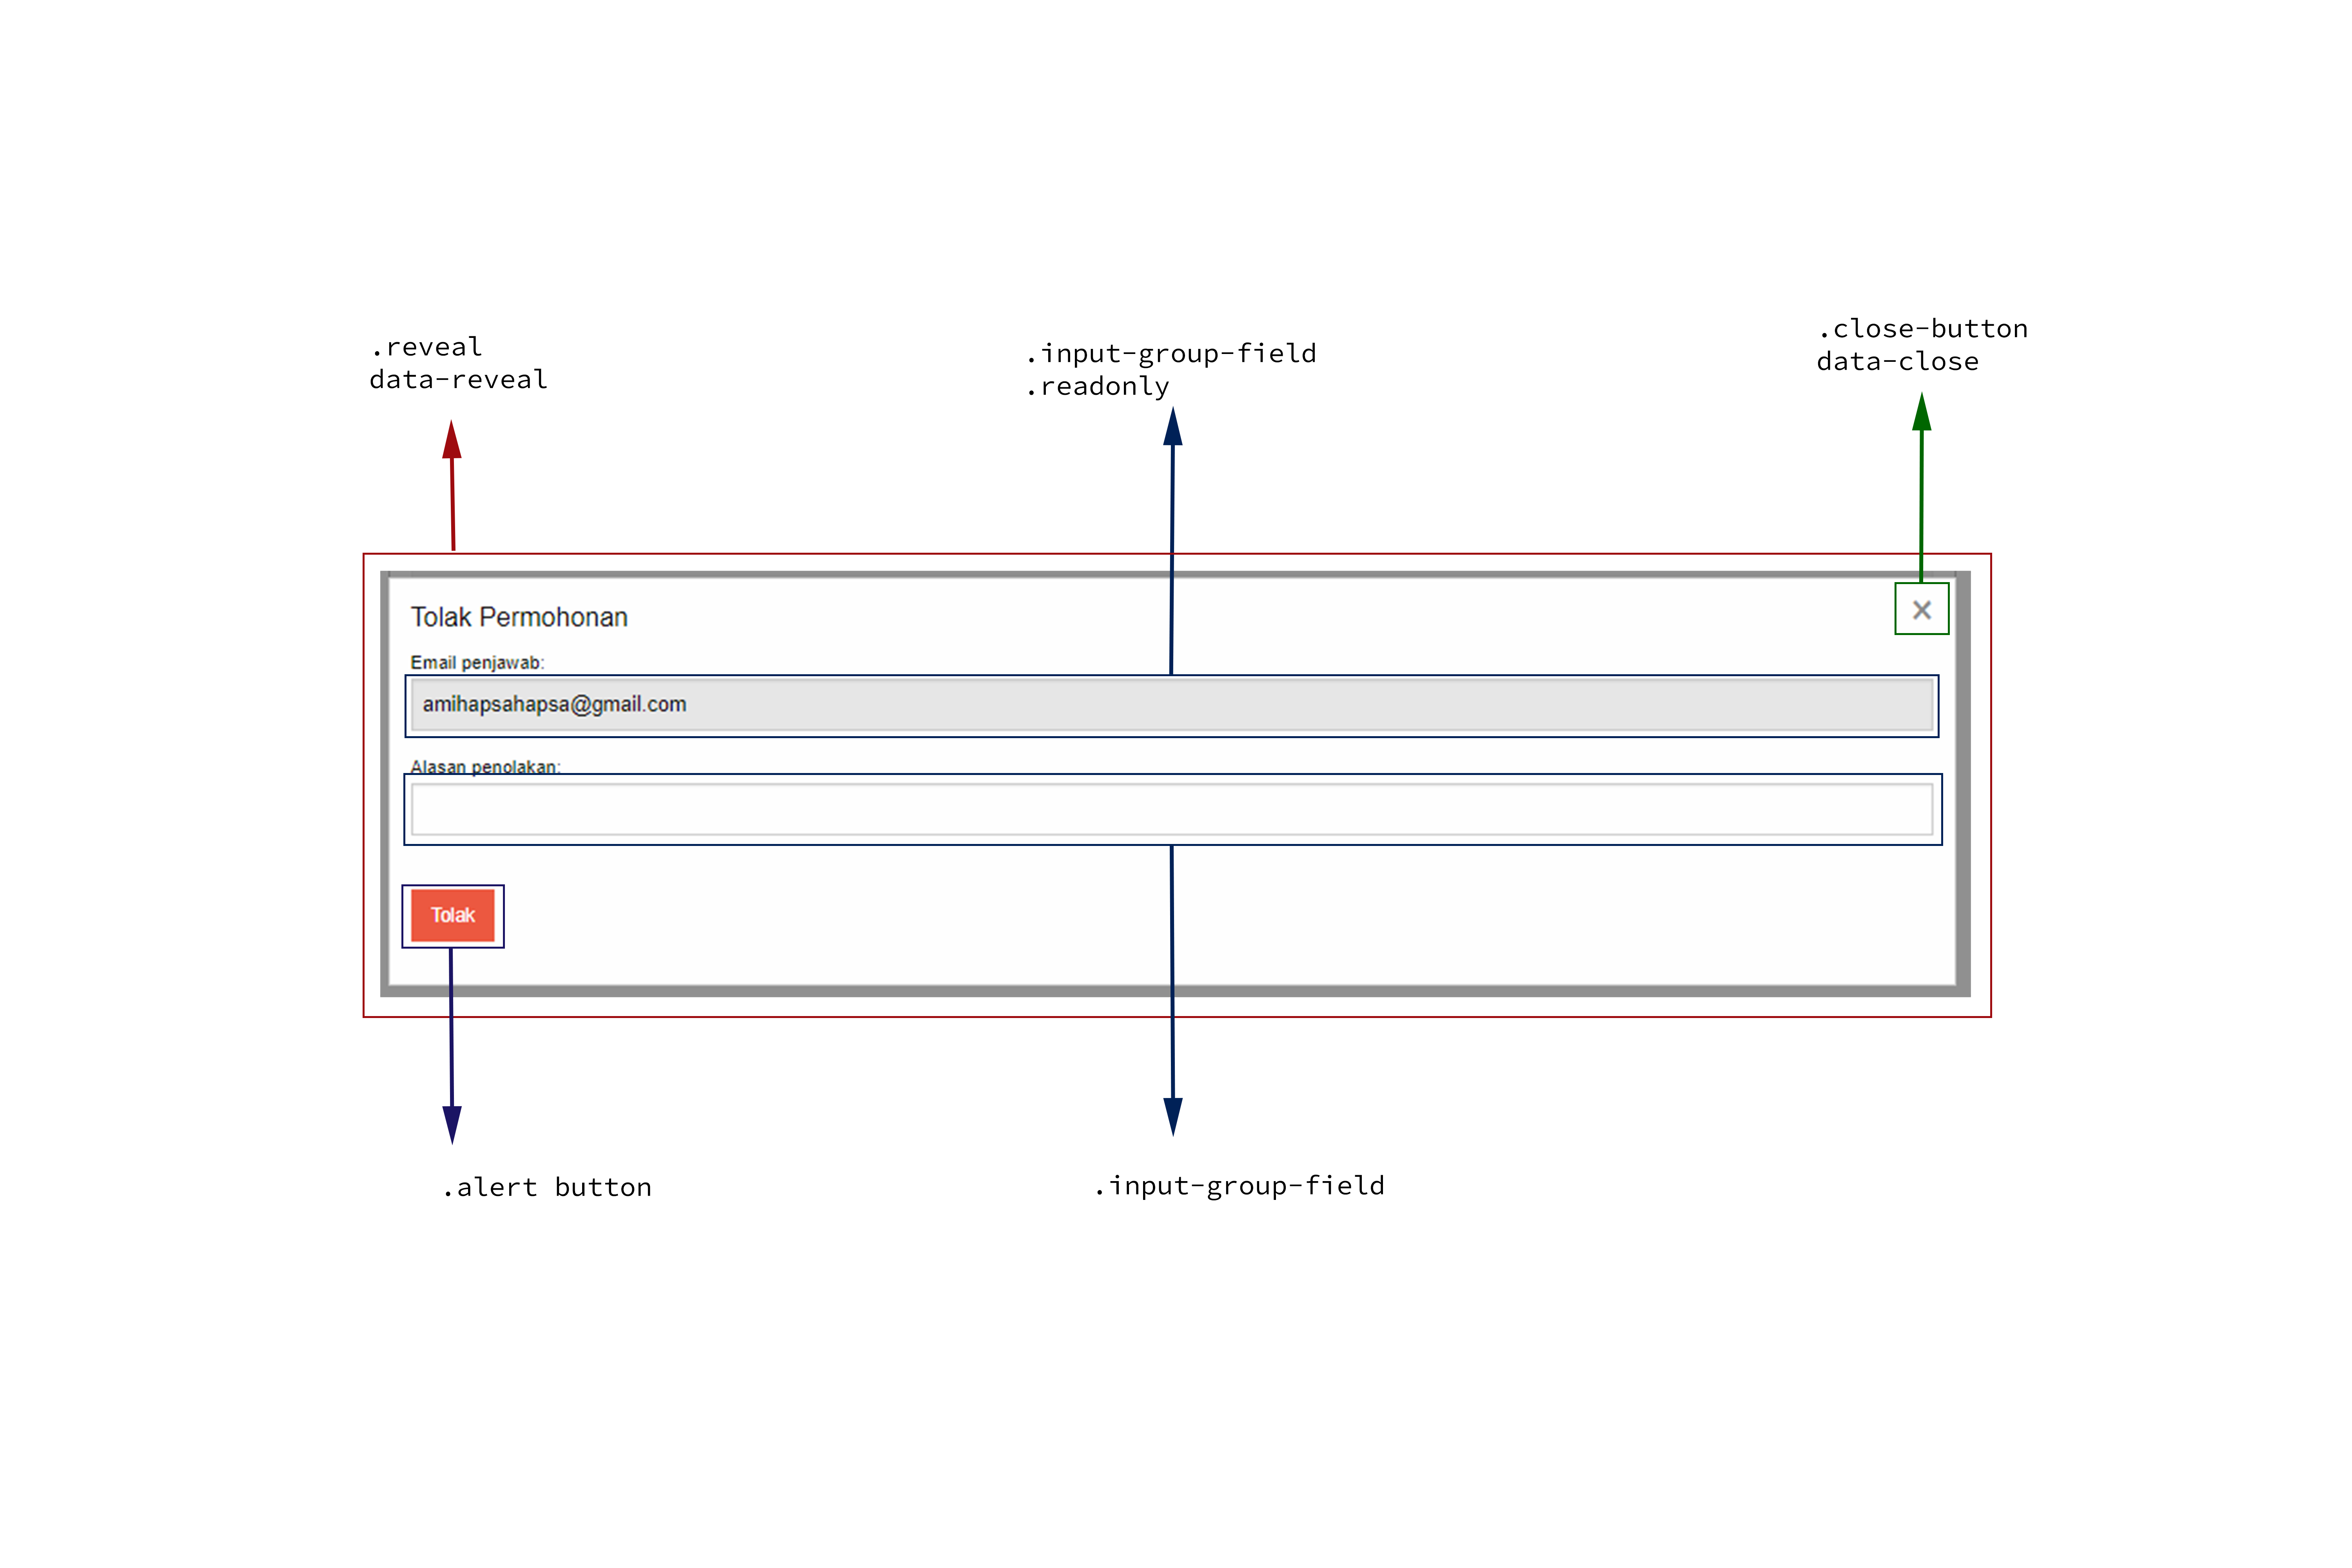 .reveal
data-reveal
.input-group-field
.readonly
.close-button
data-close
Tolak Permohonan
×
Email penjawab:
amihapsahapsa@gmail.com
Alasan penolakan:
Tolak
.alert button
.input-group-field